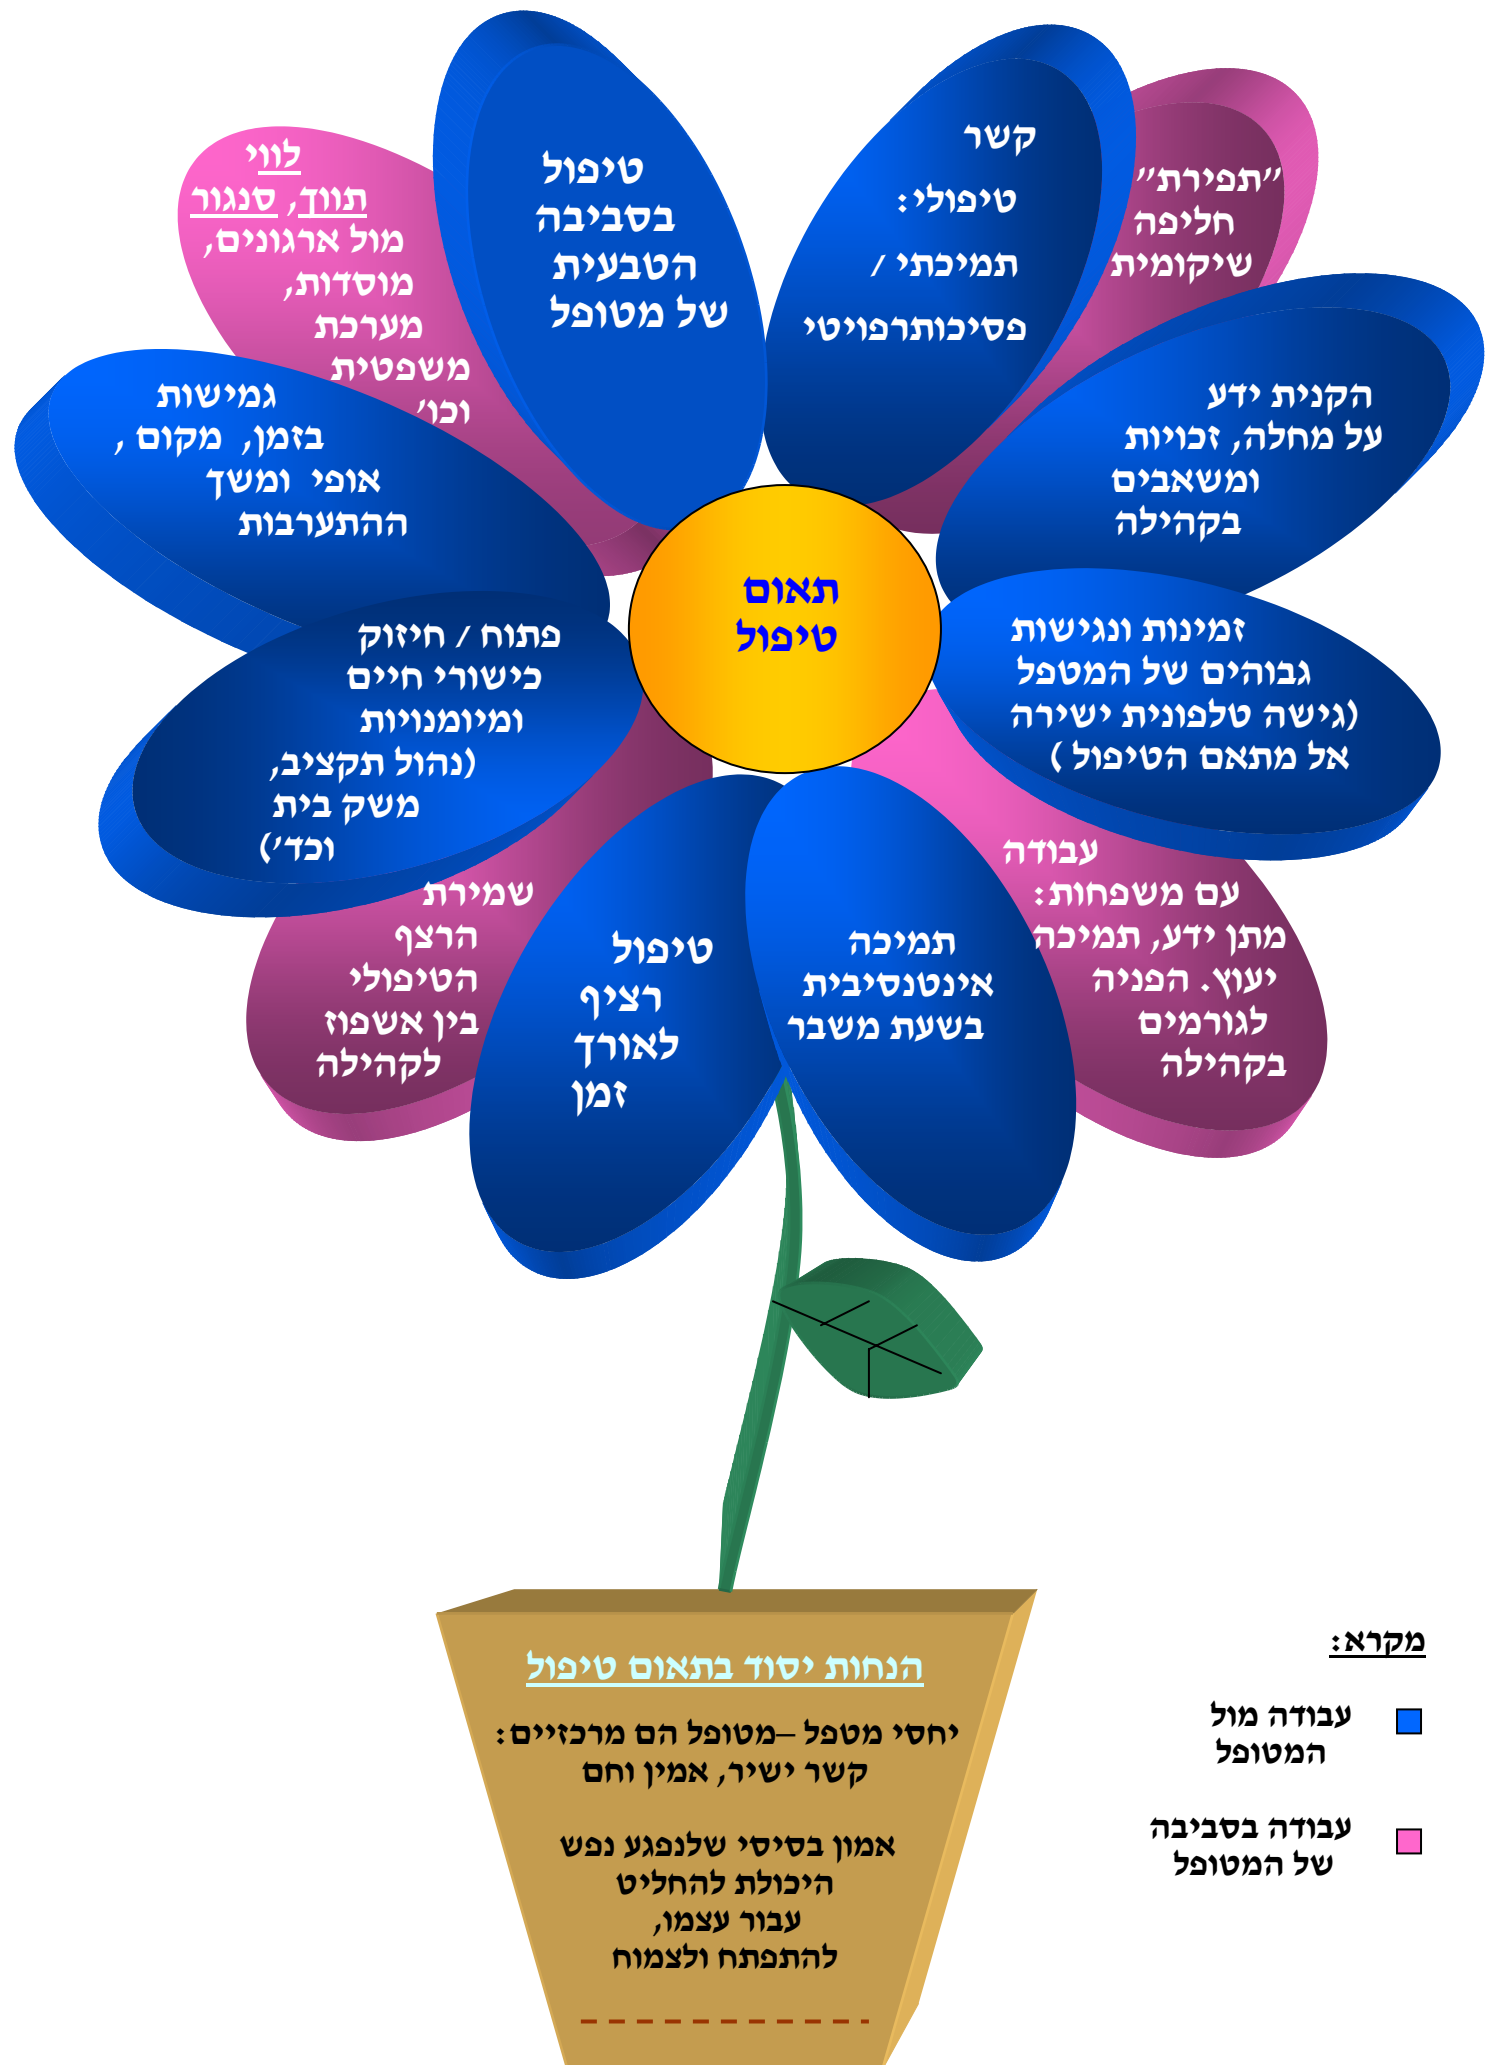 תאום
טיפול
קשר
טיפולי:
תמיכתי /
פסיכותרפויטי
״תפירת״
חליפה
שיקומית
הקנית ידע
על מחלה, זכויות
ומשאבים
בקהילה
זמינות ונגישות
גבוהים של המטפל
(גישה טלפונית ישירה
אל מתאם הטיפול )
עבודה
עם משפחות:
מתן ידע, תמיכה
יעוץ. הפניה
לגורמים
בקהילה
תמיכה
אינטנסיבית
בשעת משבר
טיפול
רציף
לאורך
זמן
שמירת
הרצף
הטיפולי
בין אשפוז
לקהילה
פתוח / חיזוק
כישורי חיים
ומיומנויות
(נהול תקציב,
משק בית
וכד׳)
גמישות
בזמן, מקום ,
אופי ומשך
ההתערבות
לווי
תווך, סנגור
מול ארגונים,
מוסדות,
מערכת
משפטית
וכו׳
טיפול
בסביבה
הטבעית
של מטופל
הנחות יסוד בתאום טיפול
יחסי מטפל –מטופל הם מרכזיים:
קשר ישיר, אמין וחם
אמון בסיסי שלנפגע נפש
היכולת להחליט
עבור עצמו,
להתפתח ולצמוח
מקרא:
עבודה מול
המטופל
עבודה בסביבה
של המטופל